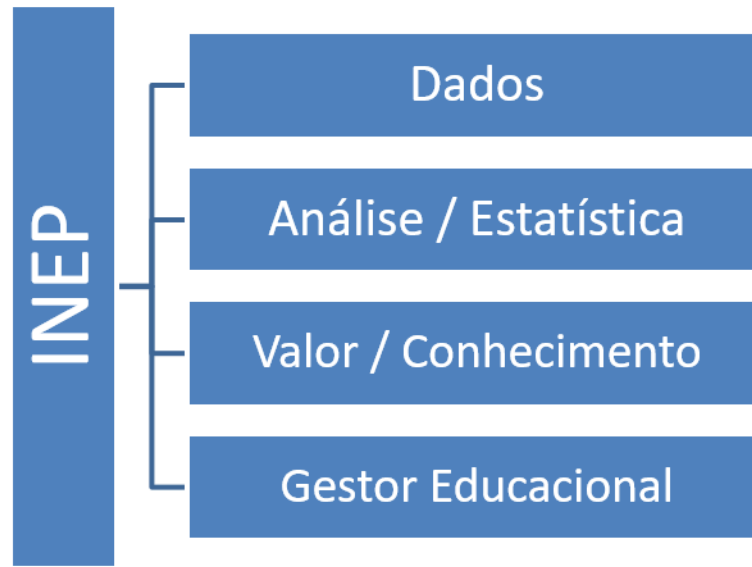 INEP
Dados
Análise / Estatística
Valor / Conhecimento
Gestor Educacional